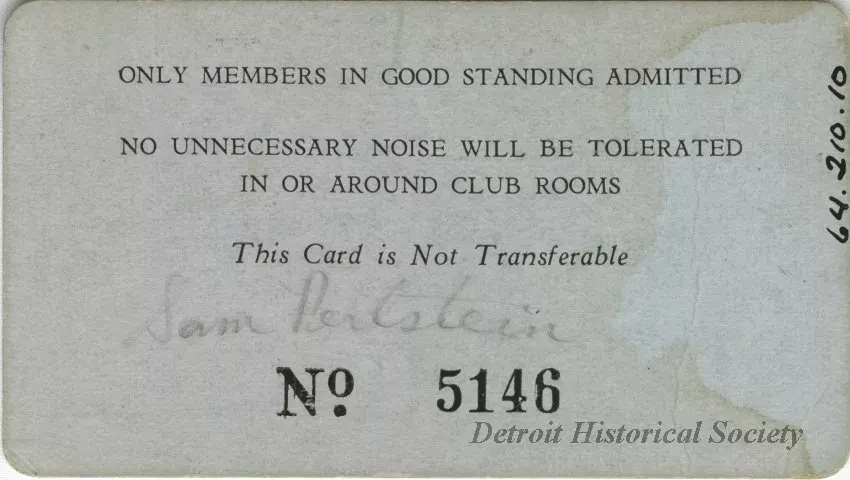 ONLY MEMBERS IN GOOD STANDING ADMITTED
NO UNNECESSARY NOISE WILL BE TOLERATED
IN OR AROUND CLUB ROOMS
This Card is Not Transferable
Sam
No. 5146
Detroit Historical Society
64.210.10